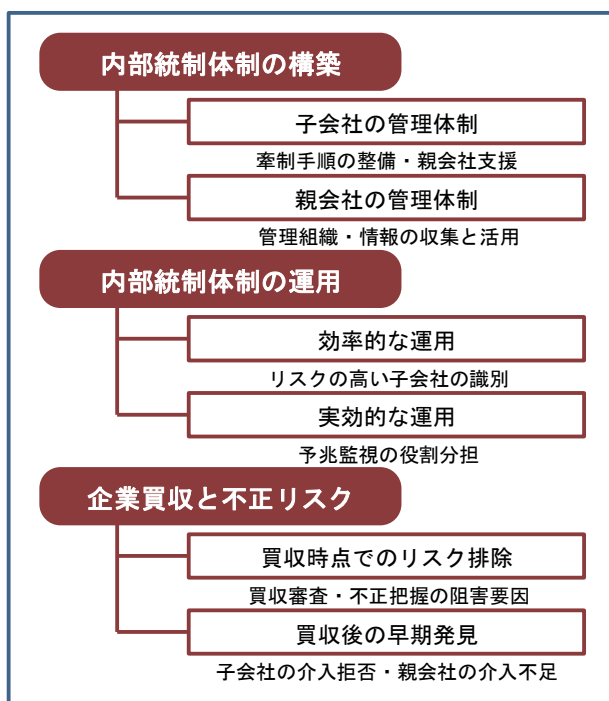 内部統制体制の構築
子会社の管理体制
牽制手順の整備・親会社支援
親会社の管理体制
管理組織・情報の収集と活用
内部統制体制の運用
効率的な運用
リスクの高い子会社の識別
実効的な運用
予兆監視の役割分担
企業買収と不正リスク
買収時点でのリスク排除
買収審査・不正把握の阻害要因
買収後の早期発見
子会社の介入拒否・親会社の介入不足